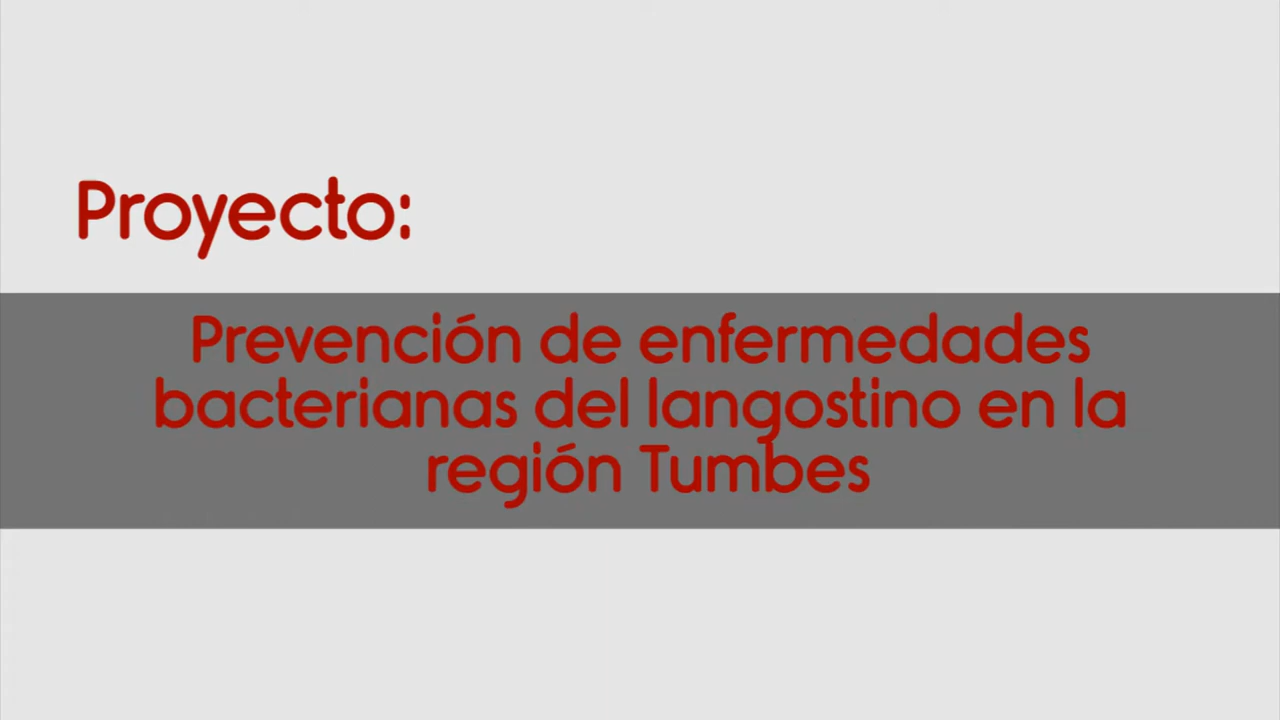 Proyecto:
Prevención de enfermedades
bacterianas del langostino en la
región Tumbes